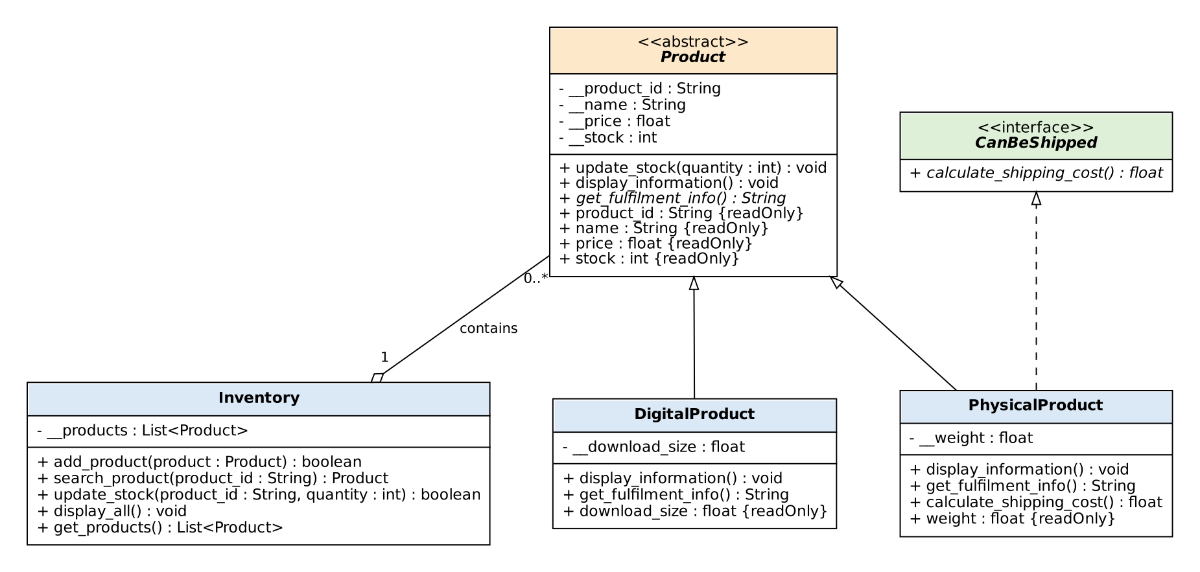 <<abstract>>
Product
- __product_id : String
- __name : String
- __price : float
- __stock : int
+ update_stock(quantity : int) : void
+ display_information() : void
+ get_fulfilment_info() : String
+ product_id : String {readOnly}
+ name : String {readOnly}
+ price : float {readOnly}
+ stock : int {readOnly}
<<interface>>
CanBeShipped
+ calculate_shipping_cost() : float
0..*
contains
1
Inventory
- __products : List<Product>
+ add_product(product : Product) : boolean
+ search_product(product_id : String) : Product
+ update_stock(product_id : String, quantity : int) : boolean
+ display_all() : void
+ get_products() : List<Product>
DigitalProduct
- __download_size : float
+ display_information() : void
+ get_fulfilment_info() : String
+ download_size : float {readOnly}
PhysicalProduct
- __weight : float
+ display_information() : void
+ get_fulfilment_info() : String
+ calculate_shipping_cost() : float
+ weight : float {readOnly}